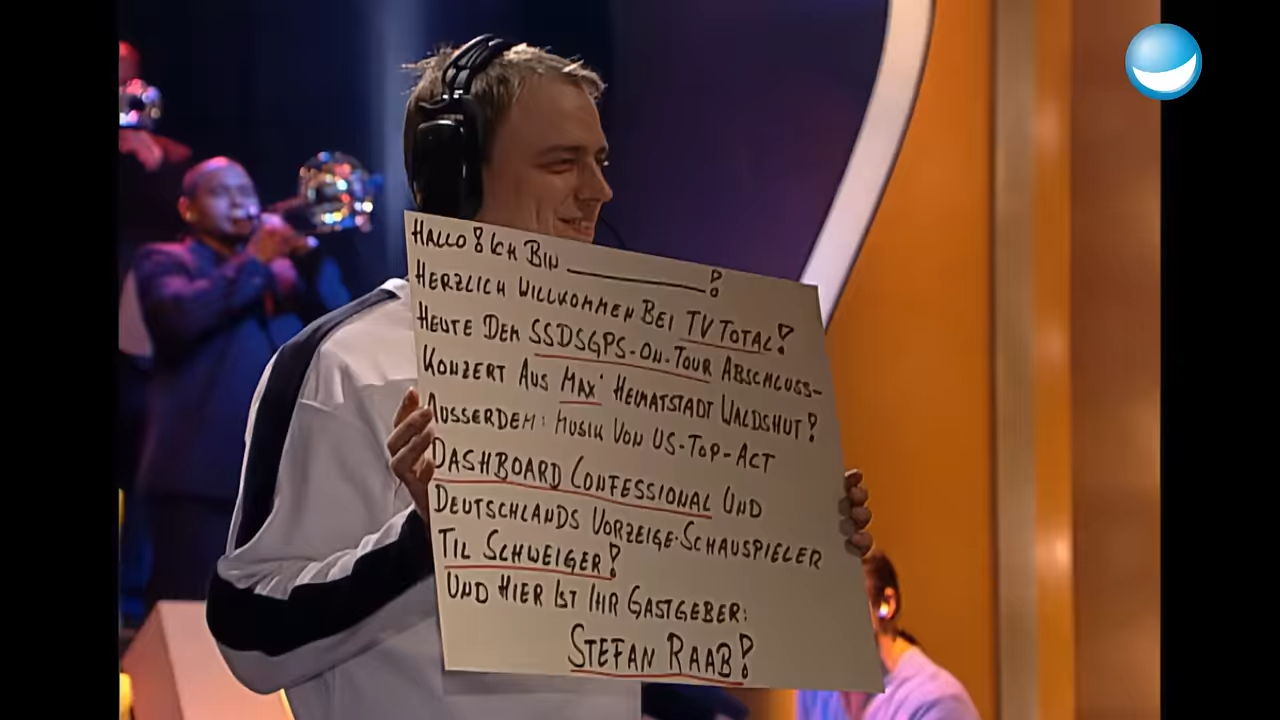 HALLO! ICH BIN ________!
HERZLICH WILLKOMMEN BEI TV TOTAL!
HEUTE DEM SSDSGPS-ON-TOUR ABSCHLUSS-
KONZERT AUS MAX' HEIMATSTADT WALDSHUT!
AUSSERDEM: MUSIK VON US-TOP-ACT
DASHBOARD CONFESSIONAL UND
DEUTSCHLANDS VORZEIGE-SCHAUSPIELER
TIL SCHWEIGER!
UND HIER IST IHR GASTGEBER:
STEFAN RAAB!